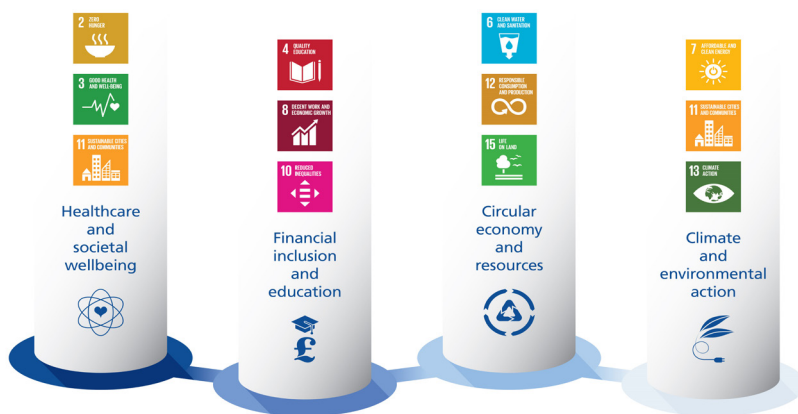 2 ZERO
HUNGER
3 GOOD HEALTH
AND WELL-BEING
11 SUSTAINABLE CITIES
AND COMMUNITIES
Healthcare
and
societal
wellbeing
4 QUALITY
EDUCATION
8 DECENT WORK AND
ECONOMIC GROWTH
10 REDUCED
INEQUALITIES
Financial
inclusion
and
education
£
6 CLEAN WATER
AND SANITATION
12 RESPONSIBLE
CONSUMPTION
AND PRODUCTION
15 LIFE
ON LAND
Circular
economy
and
resources
7 AFFORDABLE AND
CLEAN ENERGY
11 SUSTAINABLE CITIES
AND COMMUNITIES
13 CLIMATE
ACTION
Climate
and
environmental
action